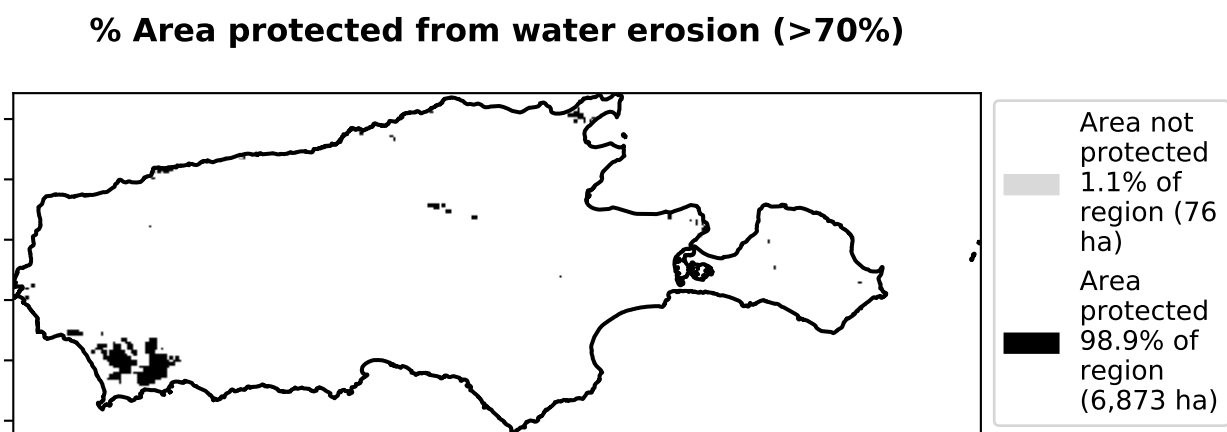 % Area protected from water erosion (>70%)
Area not
protected
1.1% of
region (76
ha)
Area
protected
98.9% of
region
(6,873 ha)